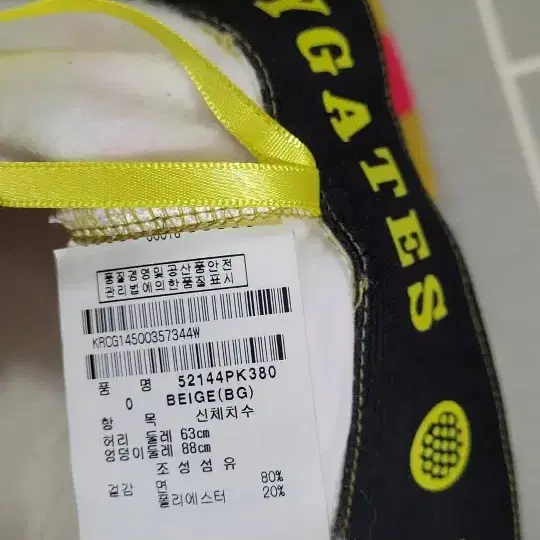 YGATES
품질경영및공산품안전
관리법에의한품질표시
KRCG14500357344W
품 명 52144PK380
0 BEIGE(BG)
항 목 신체치수
허리 둘레 63cm
엉덩이둘레 88cm
조성섬유
겉감 면 80%
폴리에스터 20%